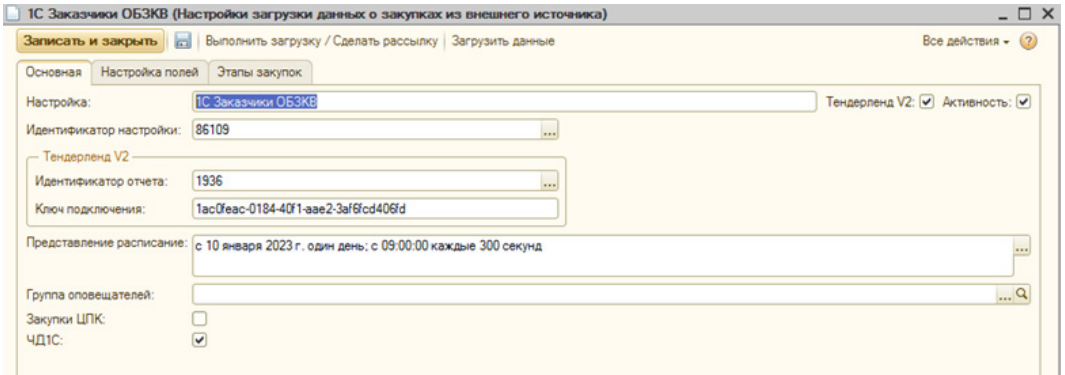 1С Заказчики ОБЗКВ (Настройки загрузки данных о закупках из внешнего источника)
Записать и закрыть Выполнить загрузку / Сделать рассылку Загрузить данные Все действия
Основная Настройка полей Этапы закупок
Настройка: 1С Заказчики ОБЗКВ Тендерленд V2: Активность:
Идентификатор настройки: 86109 ...
Тендерленд V2
Идентификатор отчета: 1936 ...
Ключ подключения: 1ac0feac-0184-40f1-aae2-3af6fcd406fd
Представление расписание: с 10 января 2023 г. один день; с 09:00:00 каждые 300 секунд ...
Группа оповещателей: ...
Закупки ЦПК:
ЧД1С: